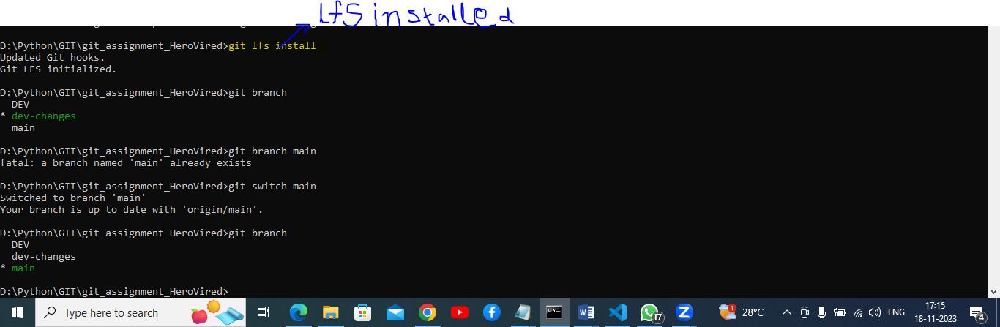 lfS installed
D:\Python\GIT\git_assignment_HeroVired>git lfs install
Updated Git hooks.
Git LFS initialized.
D:\Python\GIT\git_assignment_HeroVired>git branch
  DEV
* dev-changes
  main
D:\Python\GIT\git_assignment_HeroVired>git branch main
fatal: a branch named 'main' already exists
D:\Python\GIT\git_assignment_HeroVired>git switch main
Switched to branch 'main'
Your branch is up to date with 'origin/main'.
D:\Python\GIT\git_assignment_HeroVired>git branch
  DEV
  dev-changes
* main
D:\Python\GIT\git_assignment_HeroVired>
Type here to search
17
1
28°C
ENG
17:15
18-11-2023
4